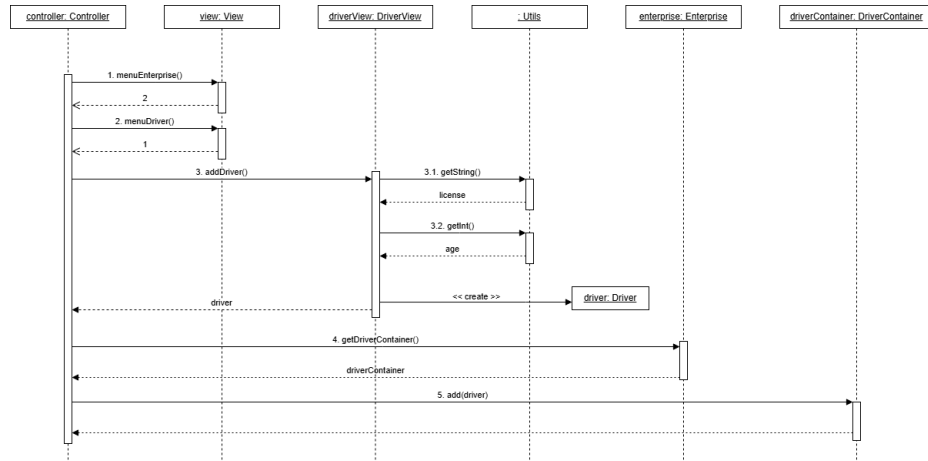 controller: Controller
view: View
driverView: DriverView
: Utils
enterprise: Enterprise
driverContainer: DriverContainer
1. menuEnterprise()
2
2. menuDriver()
1
3. addDriver()
3.1. getString()
license
3.2. getInt()
age
<< create >>
driver: Driver
driver
4. getDriverContainer()
driverContainer
5. add(driver)